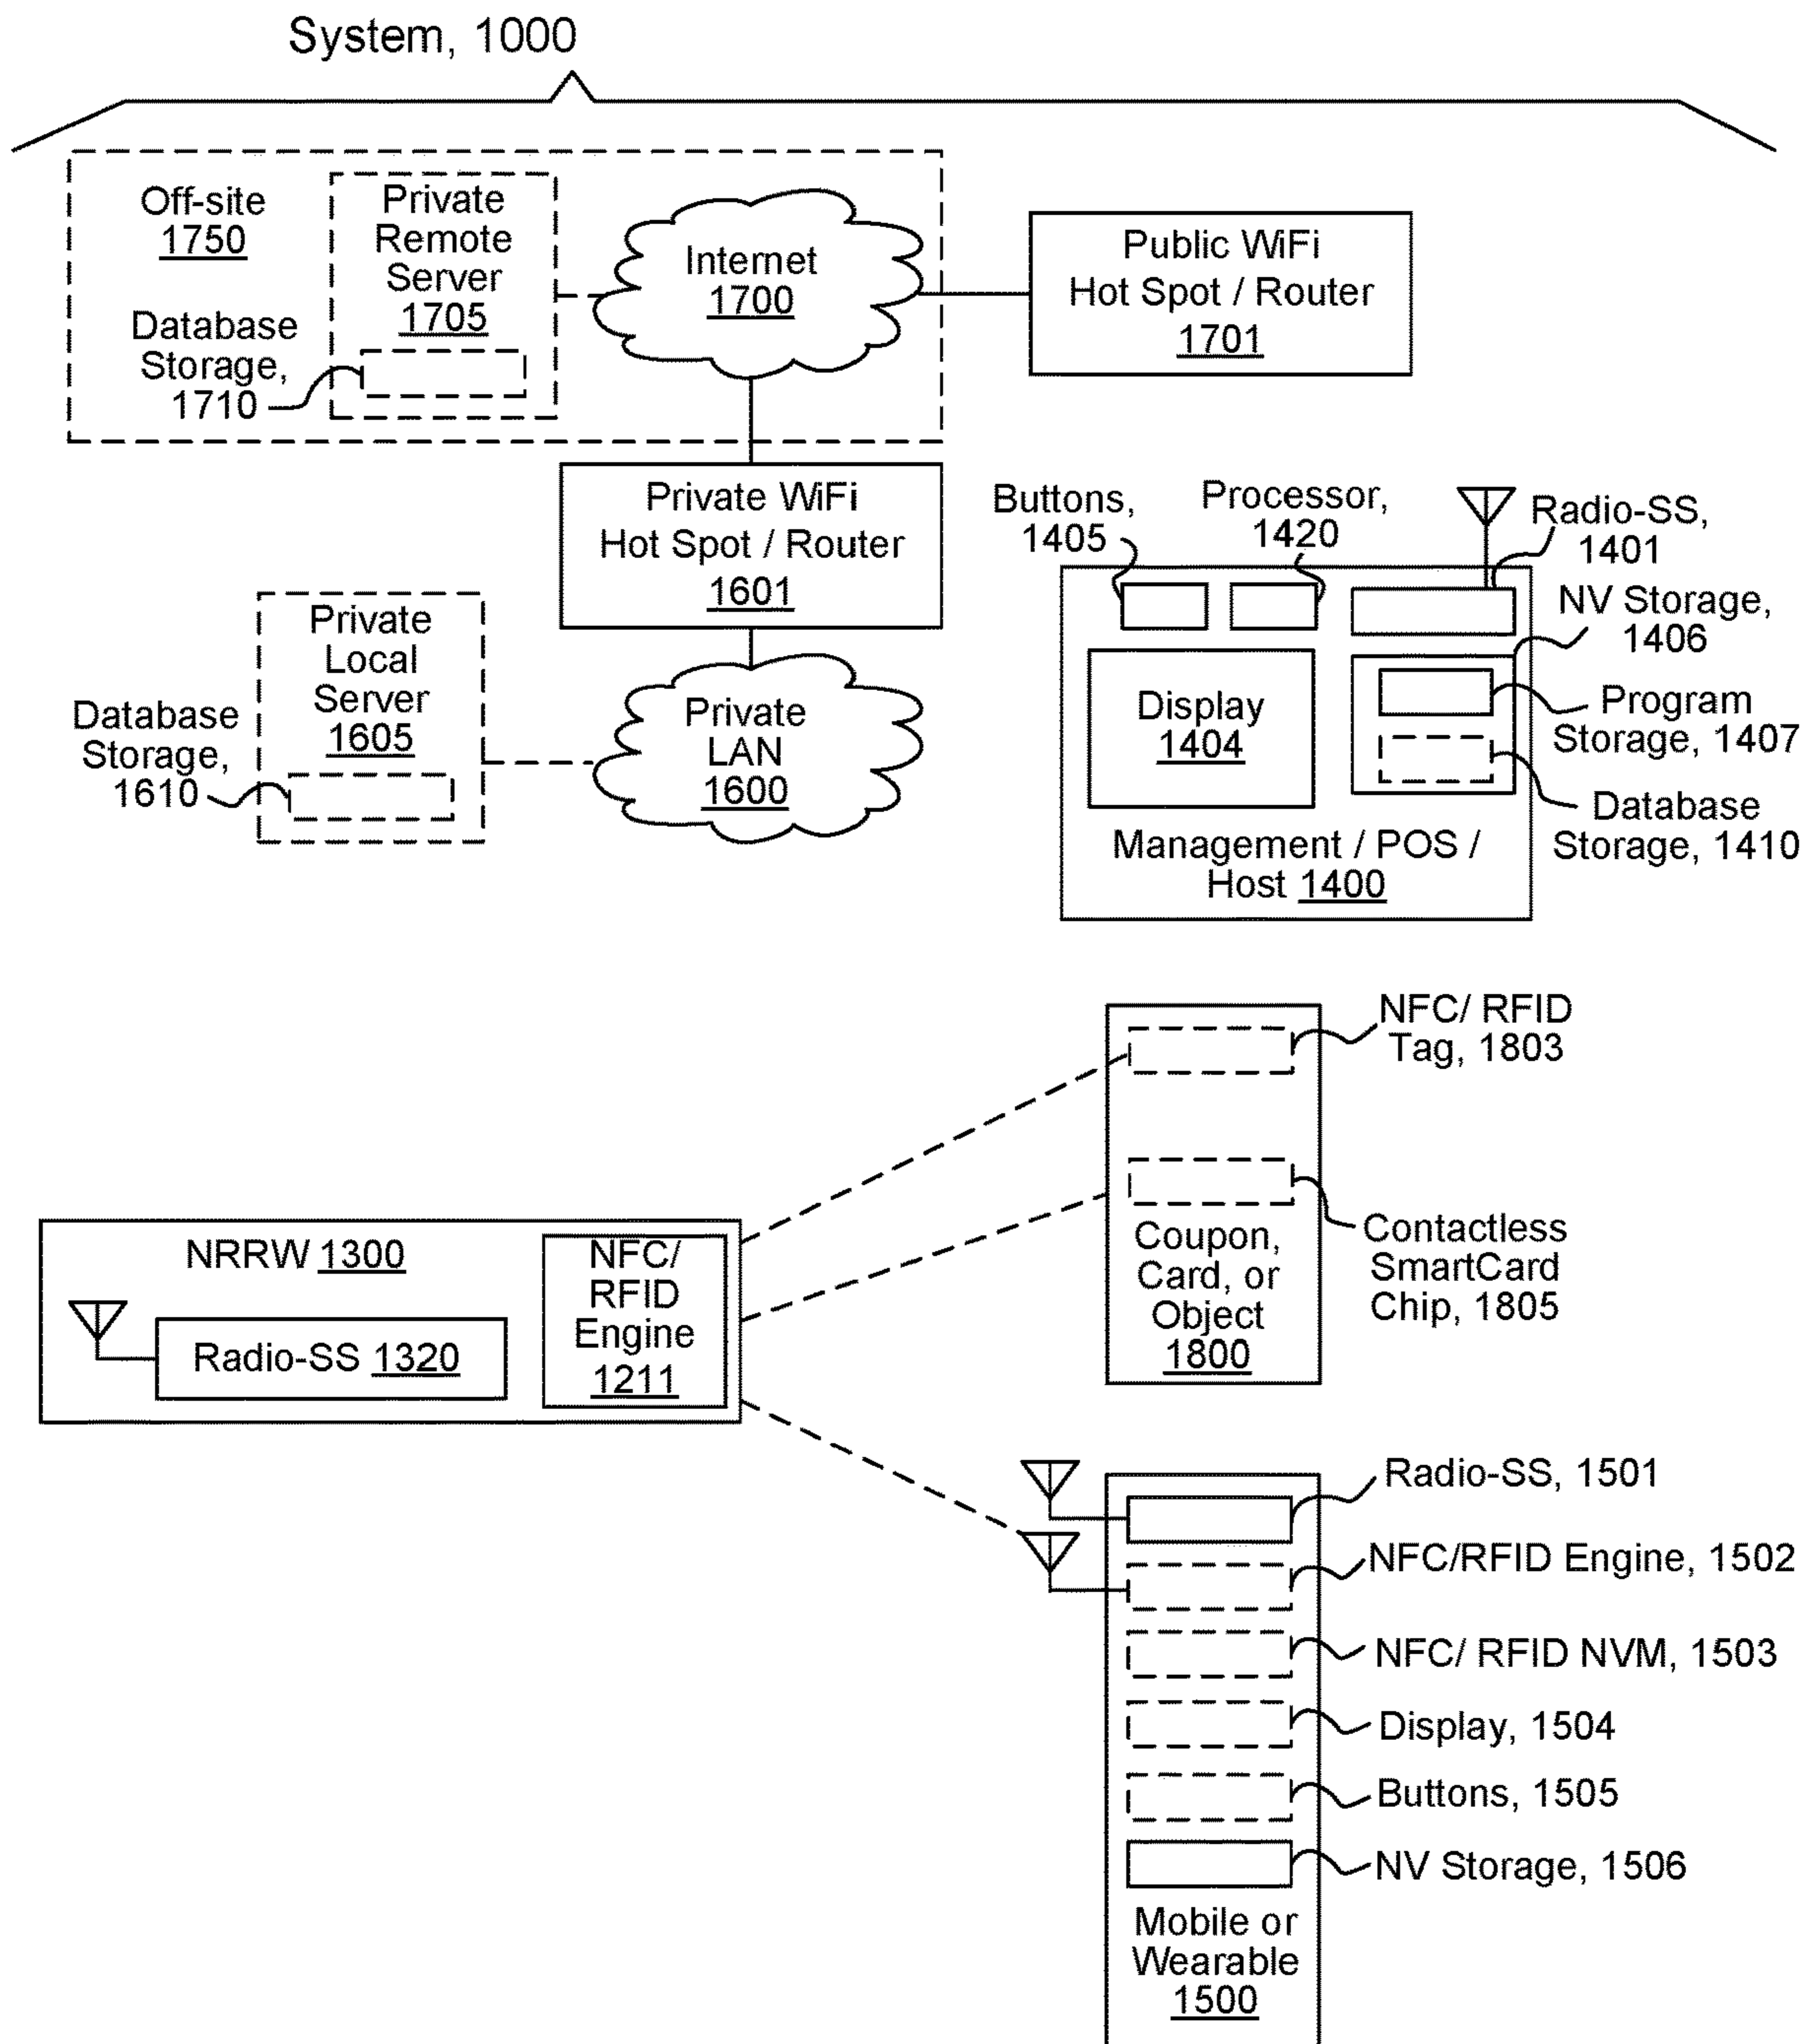 System, 1000
Off-site
1750
Private
Remote
Server
1705
Database
Storage,
1710
Internet
1700
Public WiFi
Hot Spot / Router
1701
Private WiFi
Hot Spot / Router
1601
Private
Local
Server
1605
Database
Storage,
1610
Private
LAN
1600
Buttons,
1405
Processor,
1420
Radio-SS,
1401
NV Storage,
1406
Program
Storage, 1407
Database
Storage, 1410
Display
1404
Management / POS /
Host 1400
NFC/ RFID
Tag, 1803
Contactless
SmartCard
Chip, 1805
Coupon,
Card, or
Object
1800
NRRW 1300
Radio-SS 1320
NFC/
RFID
Engine
1211
Radio-SS, 1501
NFC/RFID Engine, 1502
NFC/ RFID NVM, 1503
Display, 1504
Buttons, 1505
NV Storage, 1506
Mobile or
Wearable
1500